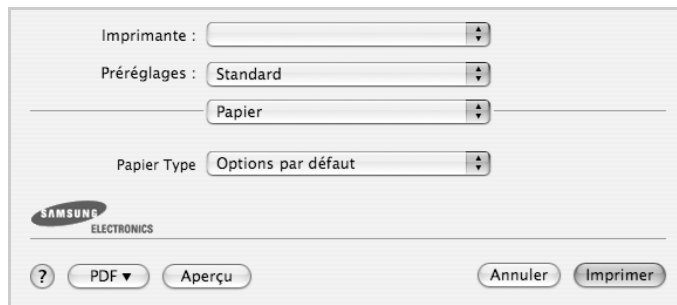 Imprimante :
Préréglages : Standard
Papier
Papier Type Options par défaut
SAMSUNG
ELECTRONICS
? PDF ▼ Aperçu Annuler Imprimer